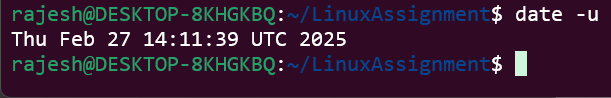 rajesh@DESKTOP-8KHGKBQ:~/LinuxAssignment$ date -u
Thu Feb 27 14:11:39 UTC 2025
rajesh@DESKTOP-8KHGKBQ:~/LinuxAssignment$